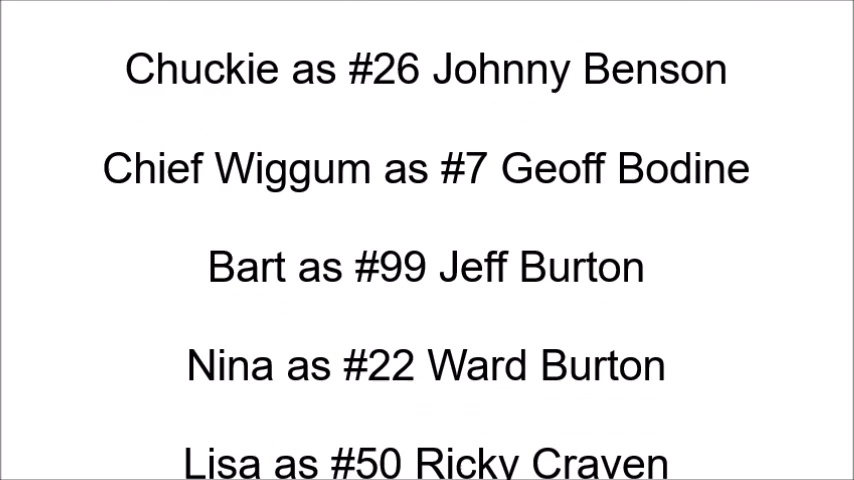 Chuckie as #26 Johnny Benson
Chief Wiggum as #7 Geoff Bodine
Bart as #99 Jeff Burton
Nina as #22 Ward Burton
Lisa as #50 Ricky Craven